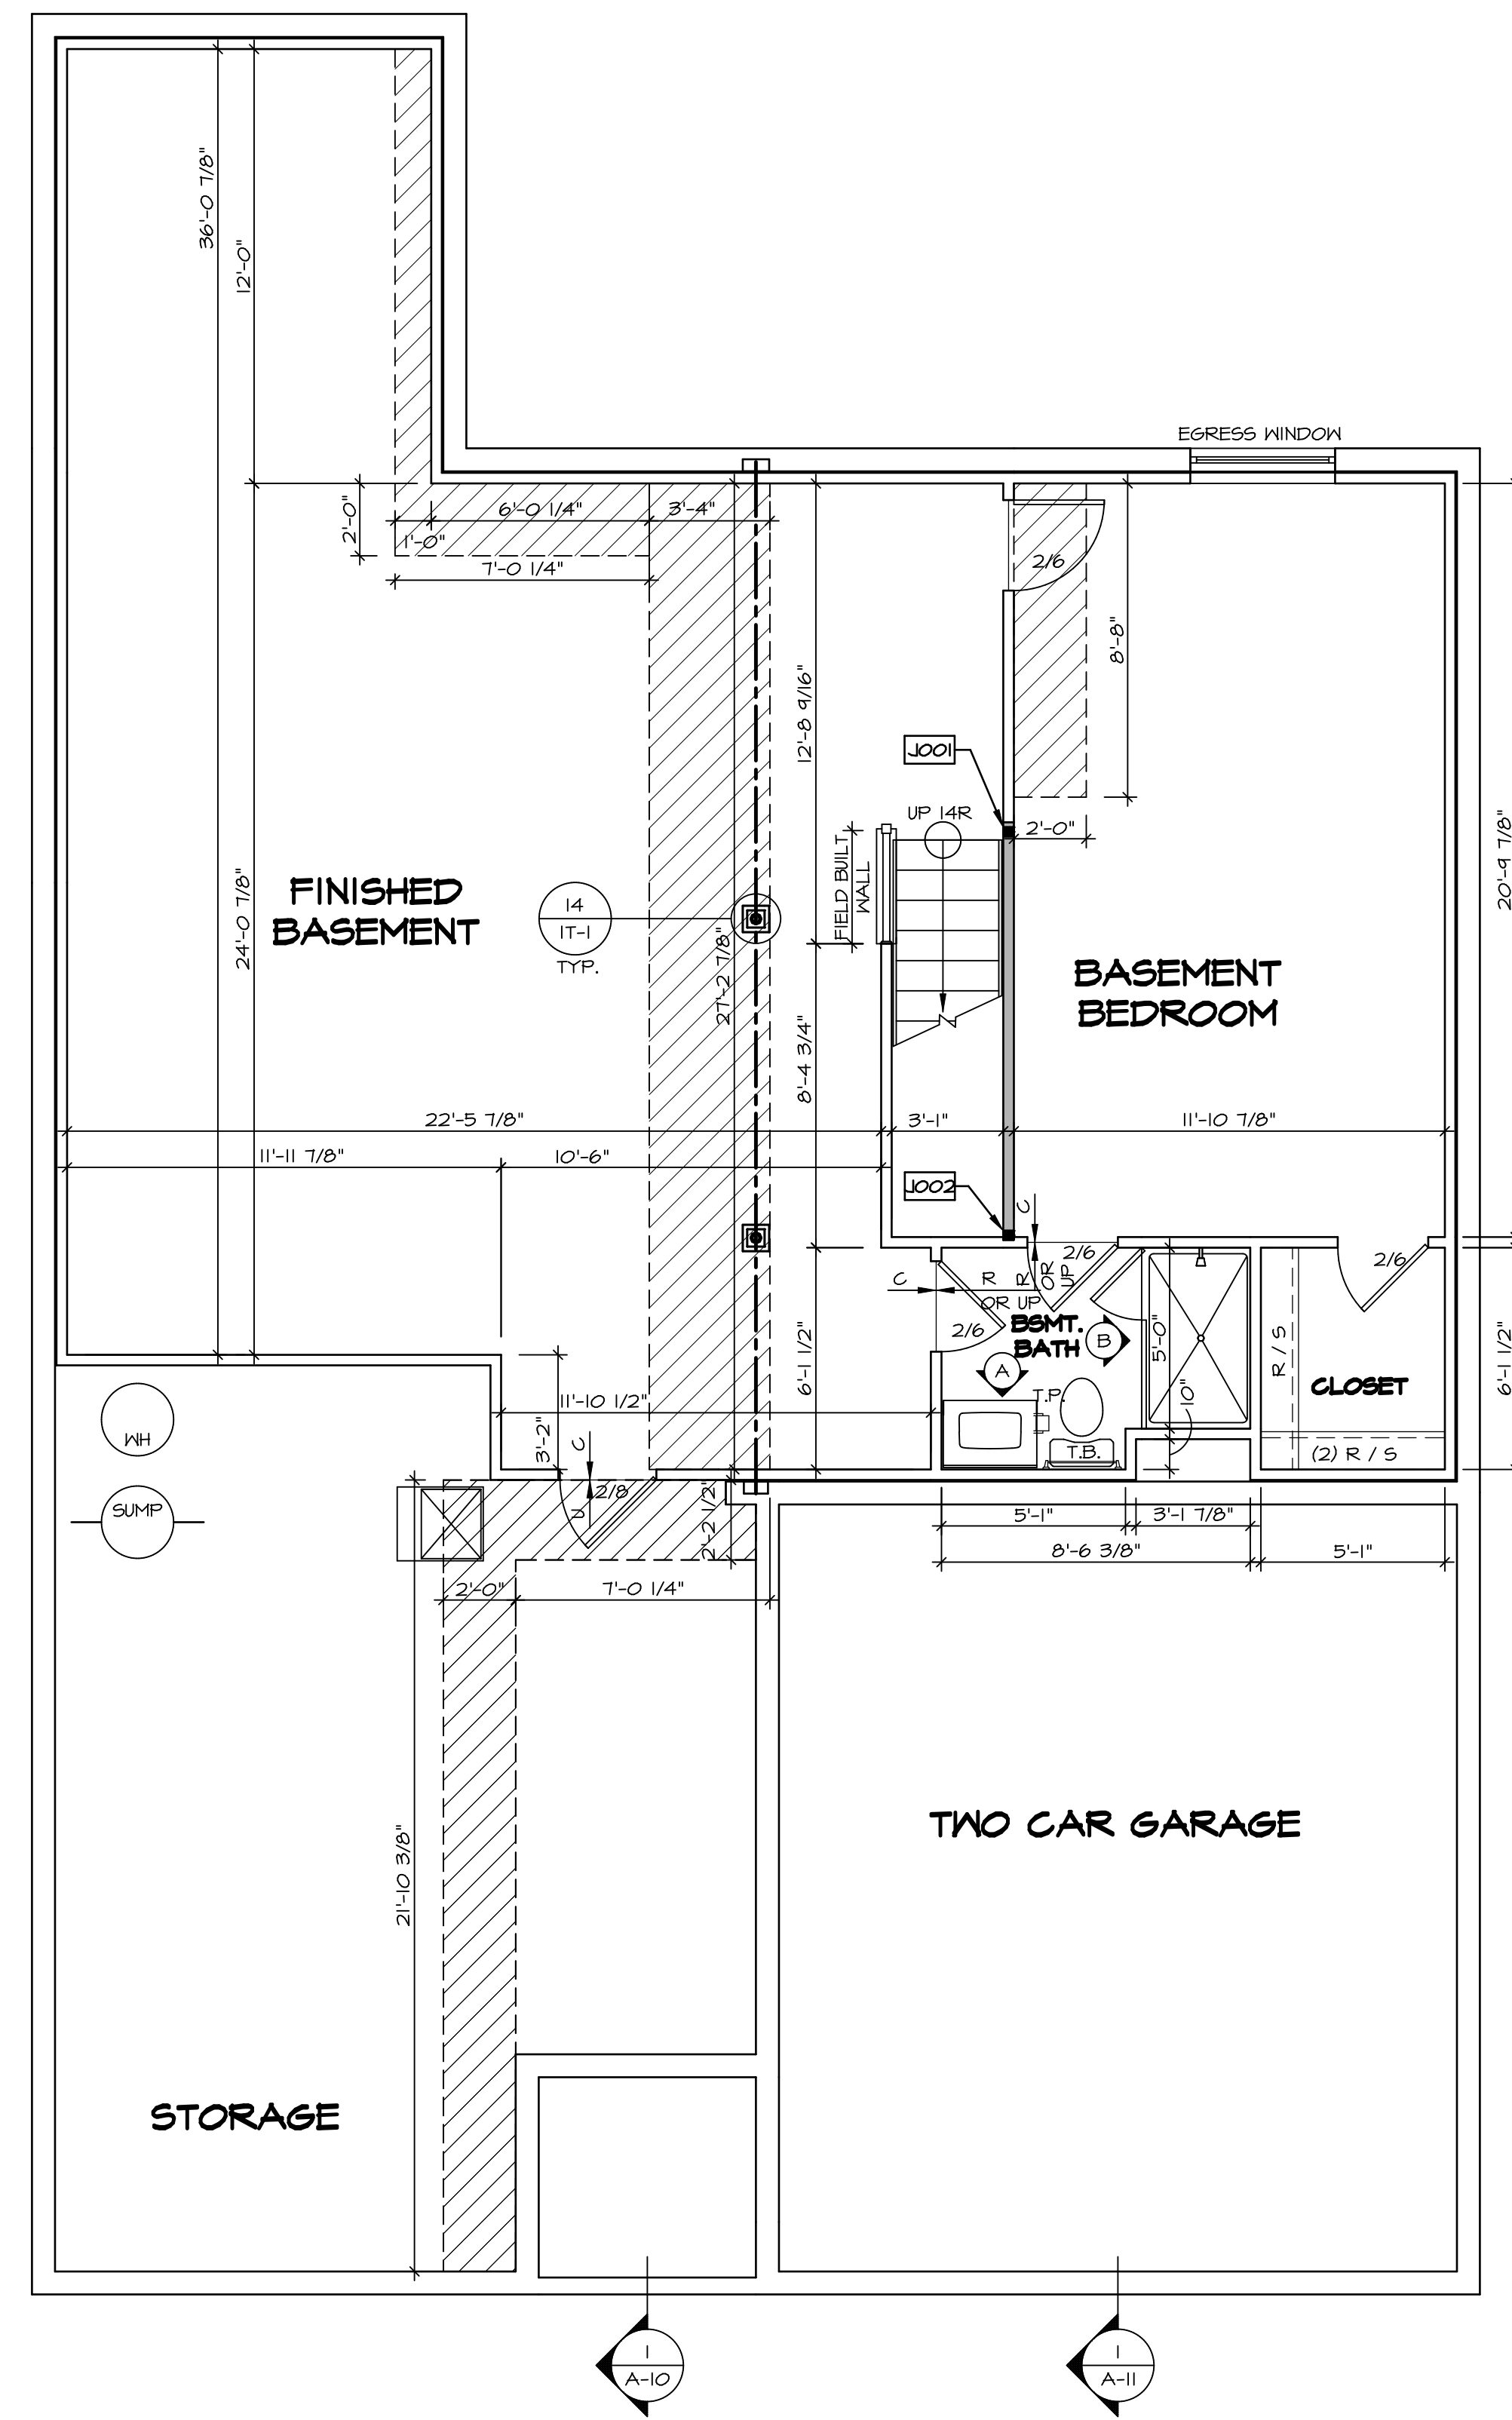 EGRESS WINDOW
36'-0 7/8"
12'-0"
2'-0"
6'-0 1/4"
3'-4"
1'-0"
7'-0 1/4"
2/6
8'-8"
12'-8 9/16"
J001
UP 14R
2'-0"
FIELD BUILT
WALL
20'-9 7/8"
FINISHED
BASEMENT
24'-0 7/8"
14
1T-1
TYP.
27'-2 7/8"
BASEMENT
BEDROOM
8'-4 3/4"
22'-5 7/8"
3'-1"
11'-10 7/8"
11'-11 7/8"
10'-6"
J002
C
2/6
2/6
R
OR
UP
C
R
OR UP
2/6
BSMT.
BATH
B
A
5'-0"
10"
R / S
CLOSET
(2) R / S
T.P.
T.B.
6'-1 1/2"
6'-1 1/2"
11'-10 1/2"
3'-2"
C
U
2/8
2'-2 1/2"
WH
SUMP
5'-1"
3'-1 7/8"
8'-6 3/8"
5'-1"
2'-0"
7'-0 1/4"
21'-10 3/8"
TWO CAR GARAGE
STORAGE
1
A-10
1
A-11